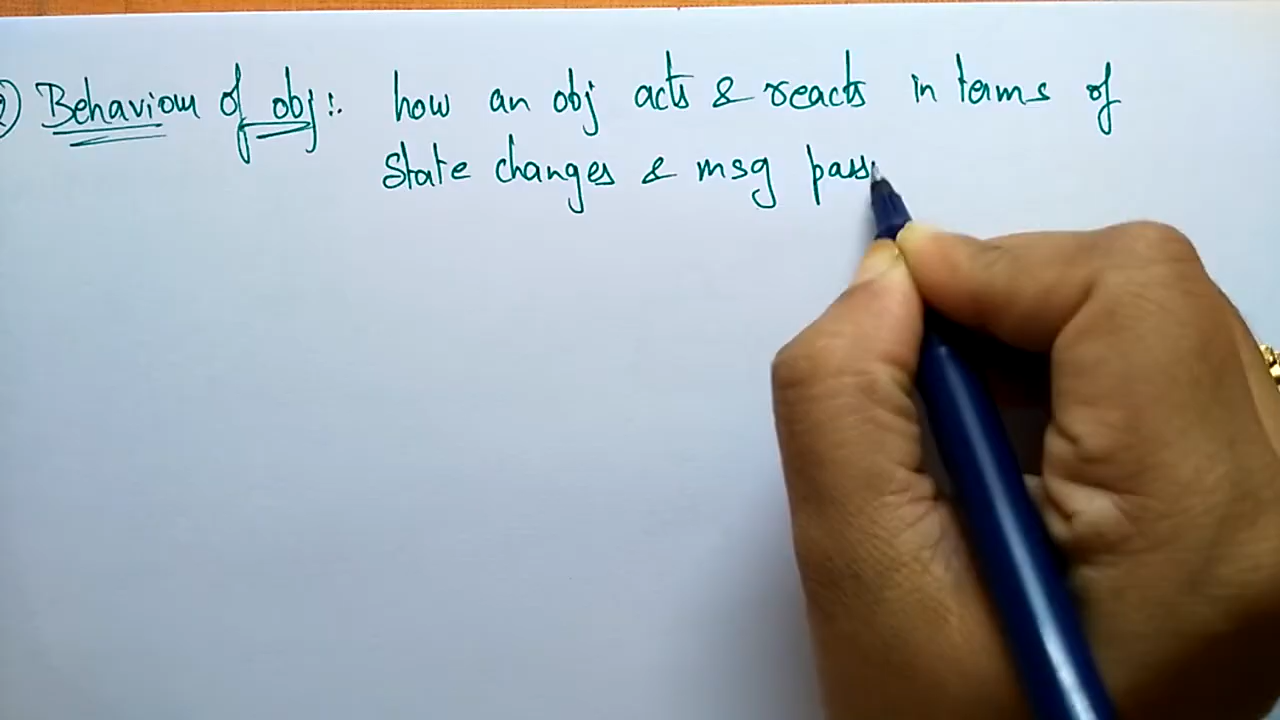 2) Behaviour of obj:. how an obj acts & reacts in terms of
State changes & msg pass